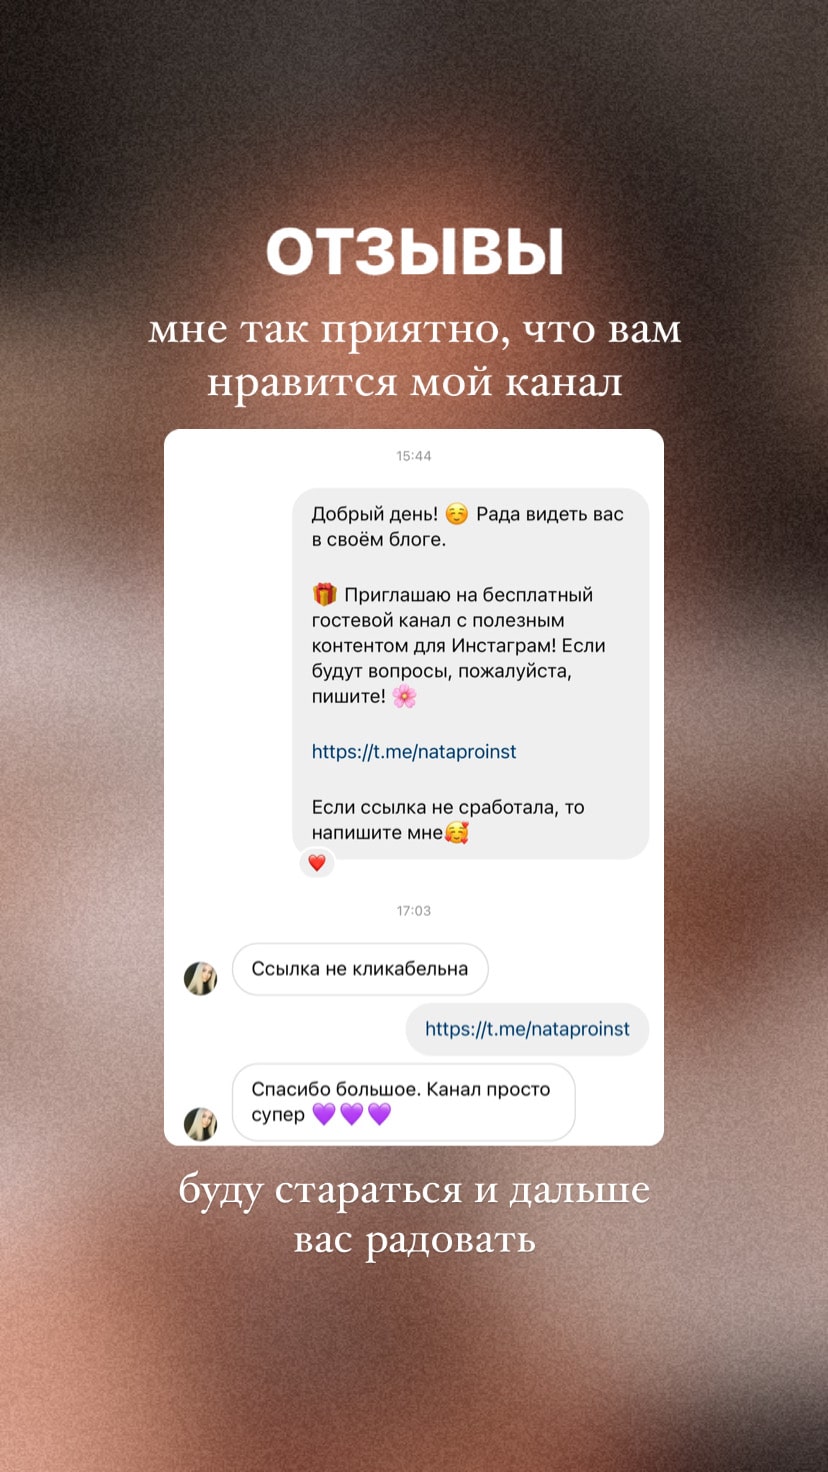 ОТЗЫВЫ
мне так приятно, что вам
нравится мой канал
15:44
Добрый день! ☺️ Рада видеть вас
в своём блоге.
🎁 Приглашаю на бесплатный
гостевой канал с полезным
контентом для Инстаграм! Если
будут вопросы, пожалуйста,
пишите! 🌸
https://t.me/nataproinst
Если ссылка не сработала, то
напишите мне🥰
❤️
17:03
Ссылка не кликабельна
https://t.me/nataproinst
Спасибо большое. Канал просто
супер 💜💜💜
буду стараться и дальше
вас радовать